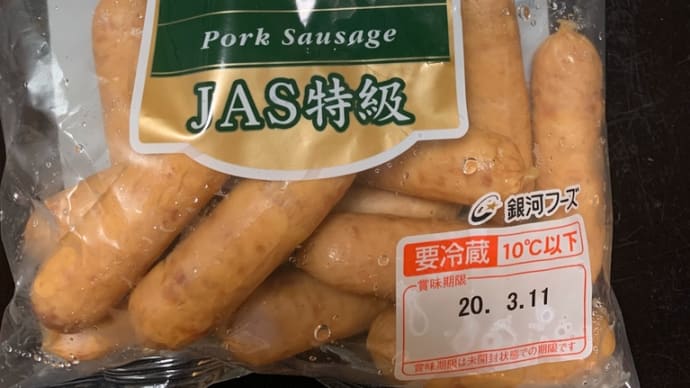 Pork Sausage
JAS特級
銀河フーズ
要冷蔵 10℃以下
賞味期限
20. 3.11
賞味期限は未開封状態での期限です